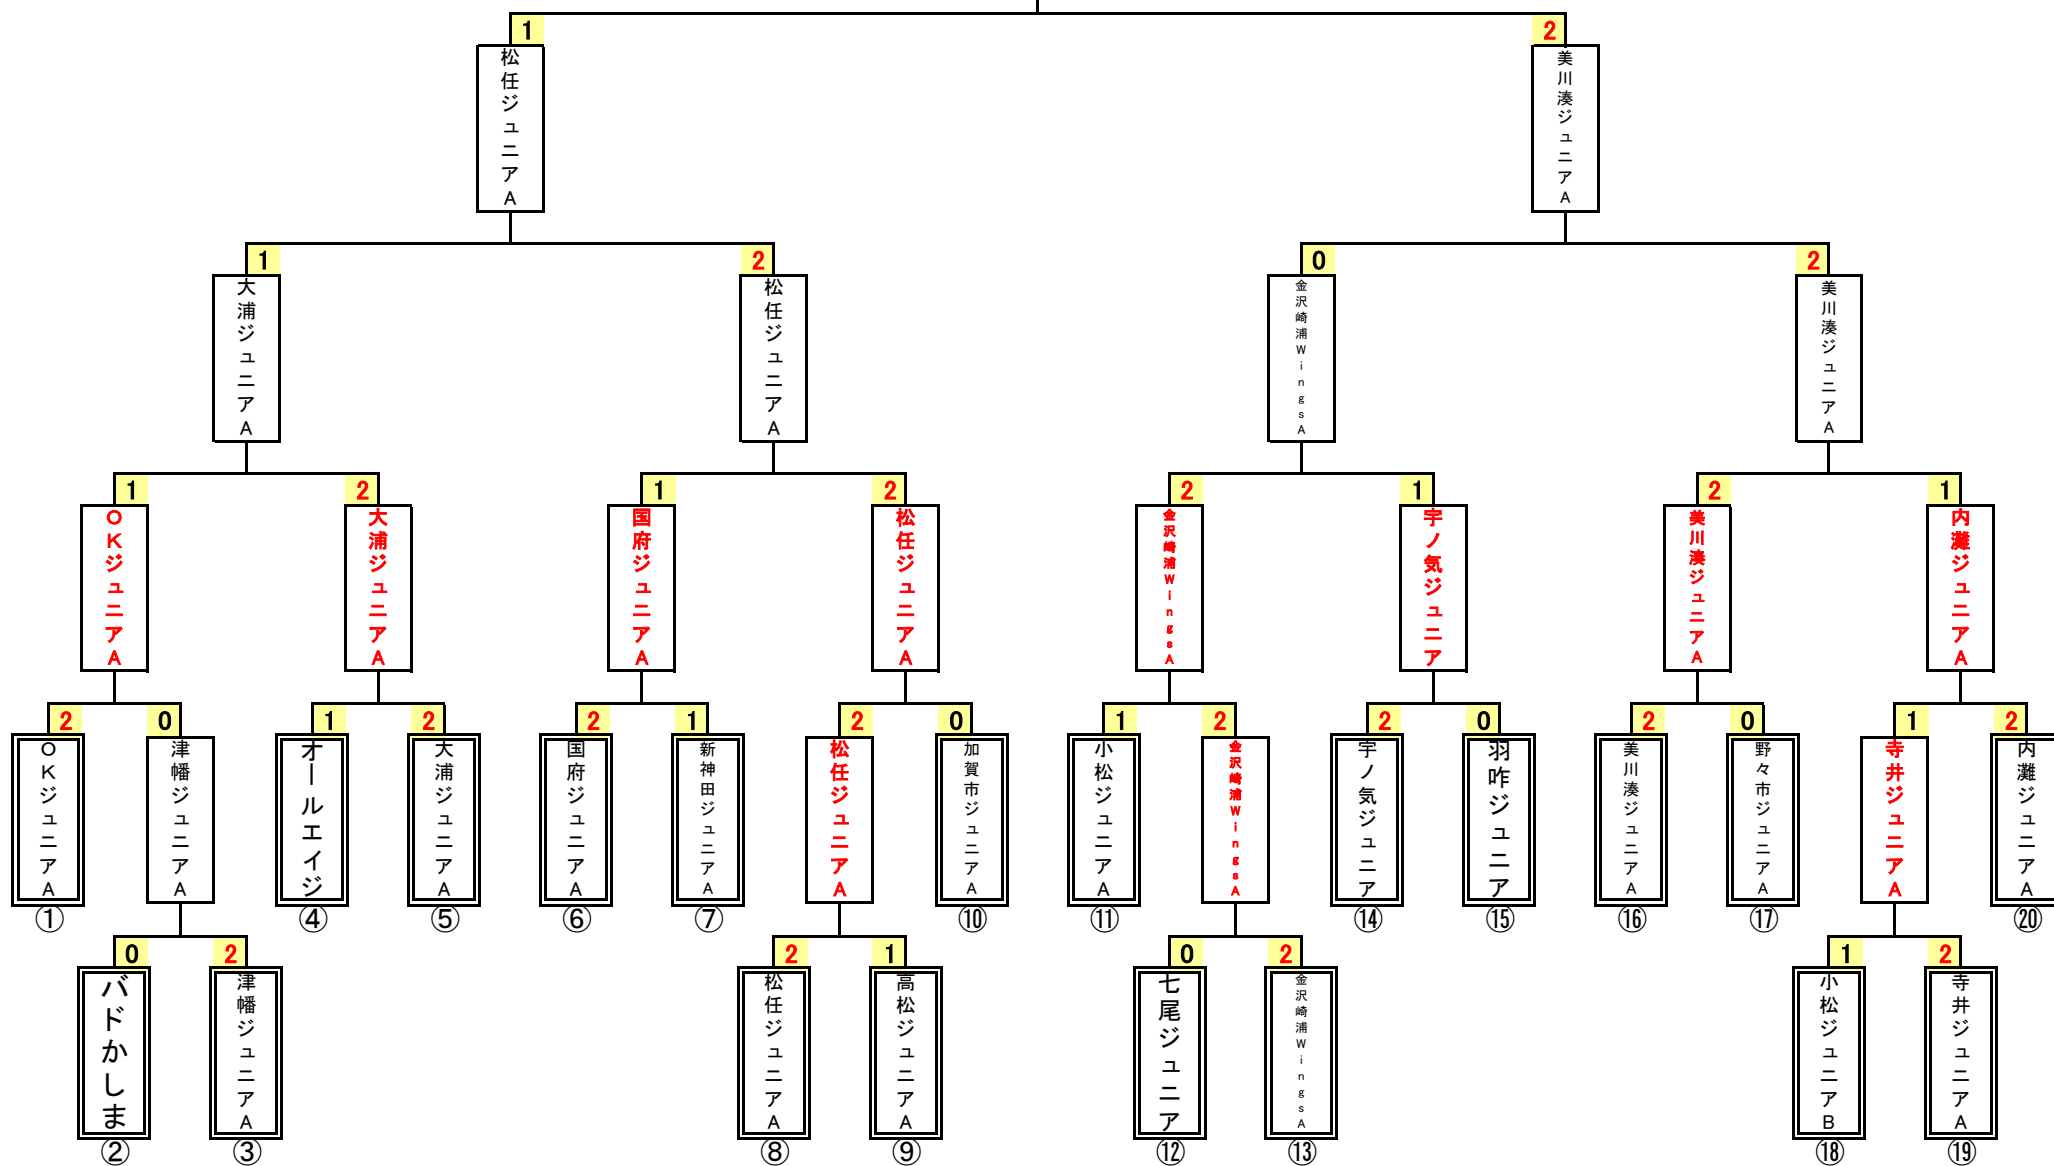 1 2
松任ジュニアA
美川湊ジュニアA
1 2 0 2
大浦ジュニアA
松任ジュニアA
金沢崎浦WingsA
美川湊ジュニアA
1 2 1 2 2 1 2 1
OKジュニアA
大浦ジュニアA
国府ジュニアA
松任ジュニアA
金沢崎浦WingsA
宇ノ気ジュニア
美川湊ジュニアA
内灘ジュニアA
2 0 1 2 2 1 2 0 1 2 2 0 2 0 1 2
OKジュニアA
津幡ジュニアA
オールエイジ
大浦ジュニアA
国府ジュニアA
新神田ジュニアA
松任ジュニアA
加賀市ジュニアA
小松ジュニアA
金沢崎浦WingsA
宇ノ気ジュニア
羽咋ジュニア
美川湊ジュニアA
野々市ジュニアA
寺井ジュニアA
内灘ジュニアA
① ④ ⑤ ⑥ ⑦ ⑩ ⑪ ⑭ ⑮ ⑯ ⑰ ⑳
0 2 2 1 0 2 1 2
バドかしま
津幡ジュニアA
松任ジュニアA
高松ジュニアA
七尾ジュニア
金沢崎浦WingsA
小松ジュニアB
寺井ジュニアA
② ③ ⑧ ⑨ ⑫ ⑬ ⑱ ⑲